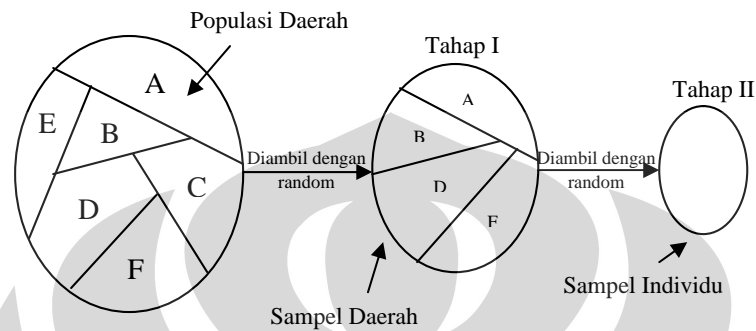 Populasi Daerah
Tahap I
Tahap II
A
E
B
C
D
F
Diambil dengan
random
A
B
D
F
Diambil dengan
random
Sampel Daerah
Sampel Individu